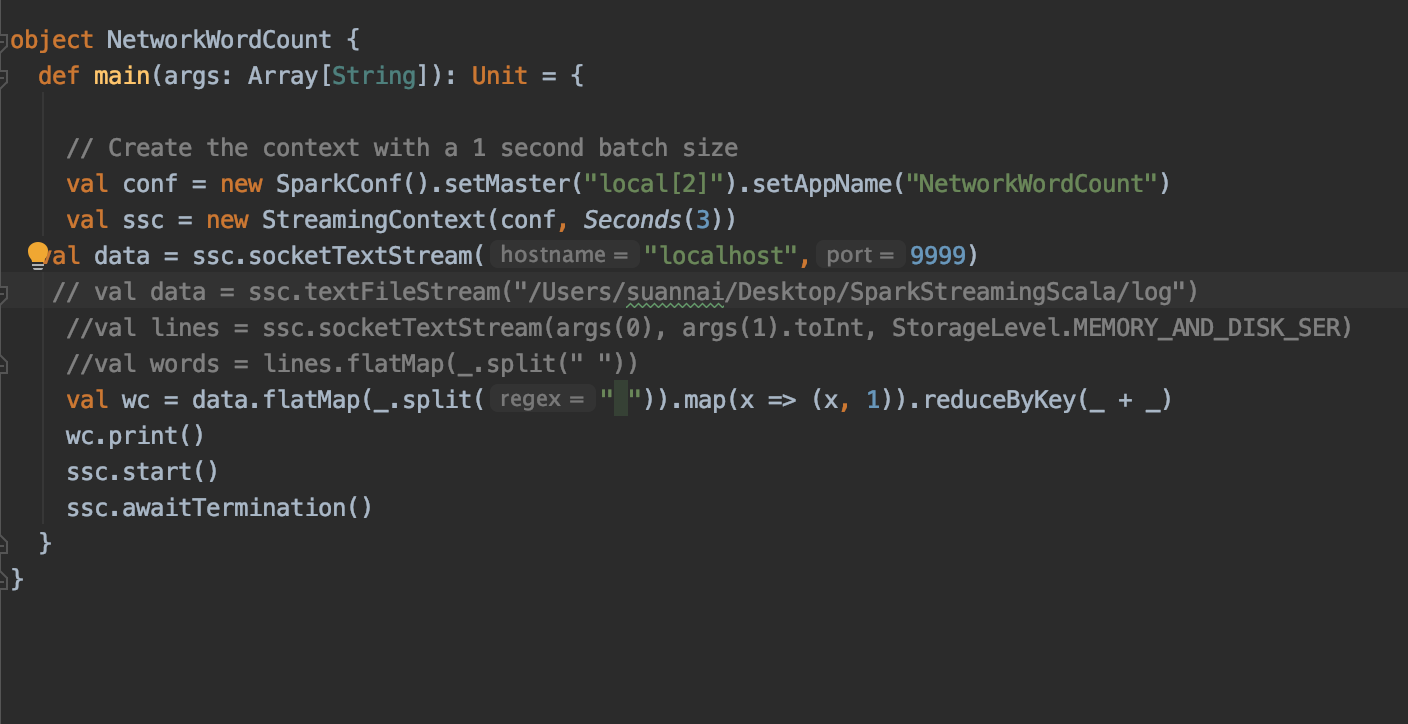 object NetworkWordCount {
def main(args: Array[String]): Unit = {
// Create the context with a 1 second batch size
val conf = new SparkConf().setMaster("local[2]").setAppName("NetworkWordCount")
val ssc = new StreamingContext(conf, Seconds(3))
val data = ssc.socketTextStream( hostname = "localhost", port = 9999)
// val data = ssc.textFileStream("/Users/suannai/Desktop/SparkStreamingScala/log")
//val lines = ssc.socketTextStream(args(0), args(1).toInt, StorageLevel.MEMORY_AND_DISK_SER)
//val words = lines.flatMap(_.split(" "))
val wc = data.flatMap(_.split( regex = " ")).map(x => (x, 1)).reduceByKey(_ + _)
wc.print()
ssc.start()
ssc.awaitTermination()
}
}